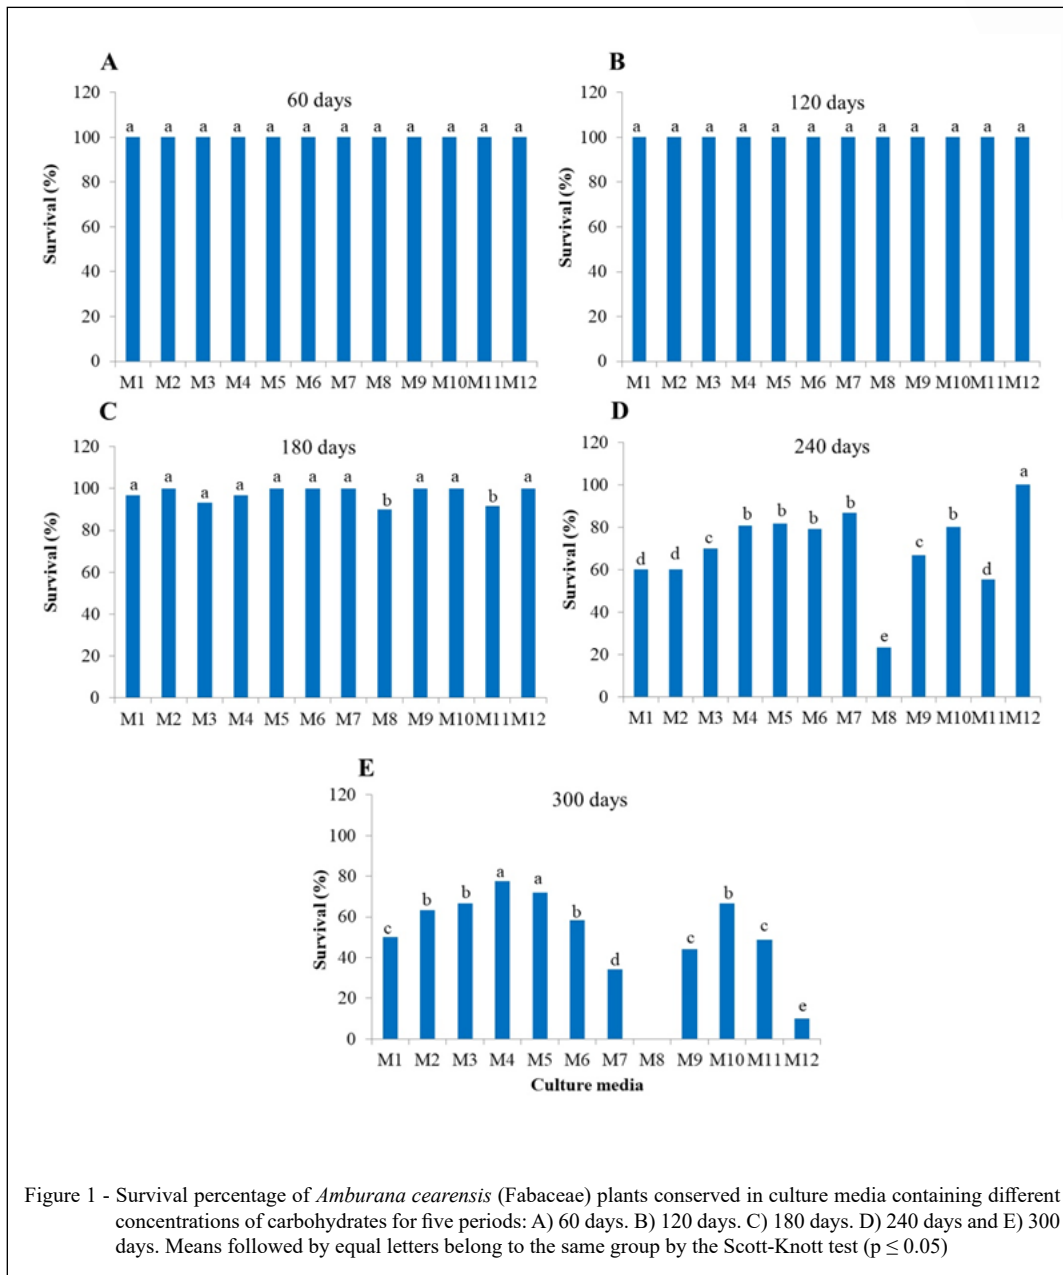 A
60 days
120
100
80
60
40
20
0
Survival (%)
a a a a a a a a a a a a
M1 M2 M3 M4 M5 M6 M7 M8 M9 M10 M11 M12
B
120 days
120
100
80
60
40
20
0
Survival (%)
a a a a a a a a a a a a
M1 M2 M3 M4 M5 M6 M7 M8 M9 M10 M11 M12
C
180 days
120
100
80
60
40
20
0
Survival (%)
a a a a a a a b a a b a
M1 M2 M3 M4 M5 M6 M7 M8 M9 M10 M11 M12
D
240 days
120
100
80
60
40
20
0
Survival (%)
d d c b b b b e c b d a
M1 M2 M3 M4 M5 M6 M7 M8 M9 M10 M11 M12
E
300 days
120
100
80
60
40
20
0
Survival (%)
c b b a a b d c b c e
M1 M2 M3 M4 M5 M6 M7 M8 M9 M10 M11 M12
Culture media
Figure 1 - Survival percentage of Amburana cearensis (Fabaceae) plants conserved in culture media containing different
concentrations of carbohydrates for five periods: A) 60 days. B) 120 days. C) 180 days. D) 240 days and E) 300
days. Means followed by equal letters belong to the same group by the Scott-Knott test (p ≤ 0.05)